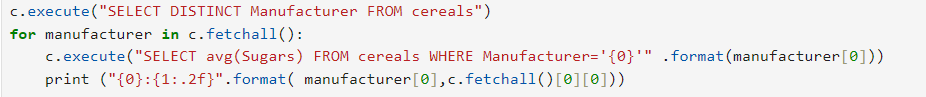 c.execute("SELECT DISTINCT Manufacturer FROM cereals")
for manufacturer in c.fetchall():
    c.execute("SELECT avg(Sugars) FROM cereals WHERE Manufacturer='{0}'" .format(manufacturer[0]))
    print ("{0}:{1:.2f}".format( manufacturer[0],c.fetchall()[0][0]))